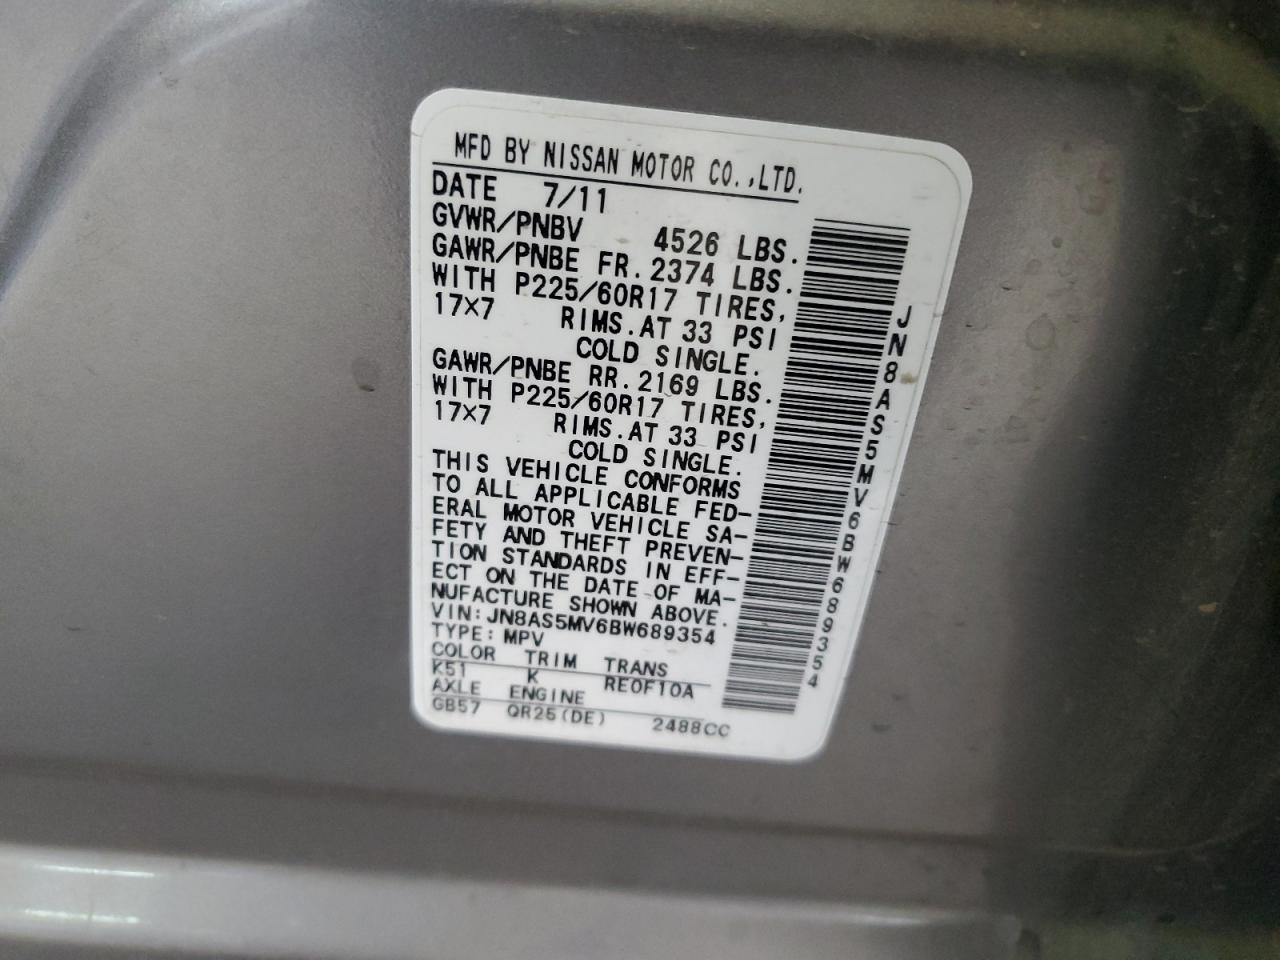 MFD BY NISSAN MOTOR CO.,LTD.
DATE 7/11
GVWR/PNBV 4526 LBS.
GAWR/PNBE FR. 2374 LBS.
WITH P225/60R17 TIRES,
17×7 RIMS. AT 33 PSI
COLD SINGLE.
GAWR/PNBE RR. 2169 LBS.
WITH P225/60R17 TIRES,
17×7 RIMS. AT 33 PSI
COLD SINGLE.
THIS VEHICLE CONFORMS
TO ALL APPLICABLE FED-
ERAL MOTOR VEHICLE SA-
FETY AND THEFT PREVEN-
TION STANDARDS IN EFF-
ECT ON THE DATE OF MA-
NUFACTURE SHOWN ABOVE.
VIN: JN8AS5MV6BW689354
TYPE: MPV
COLOR TRIM TRANS
K51 K RE0F10A
AXLE ENGINE
GB57 QR25(DE) 2488CC
JN8AS5MV6BW689354